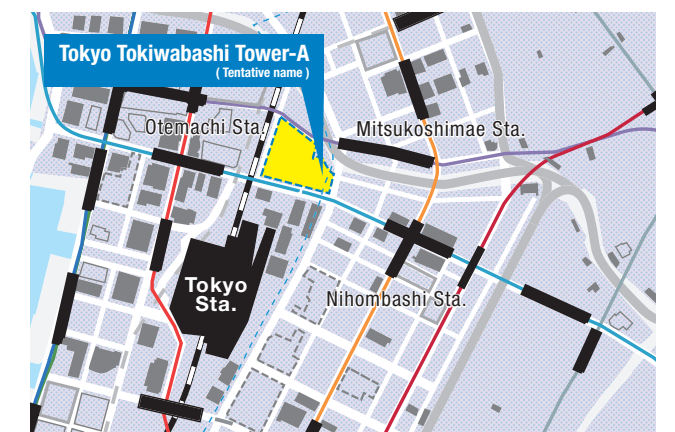 Tokyo Tokiwabashi Tower-A
( Tentative name )
Otemachi Sta.
Mitsukoshimae Sta.
Tokyo
Sta.
Nihombashi Sta.